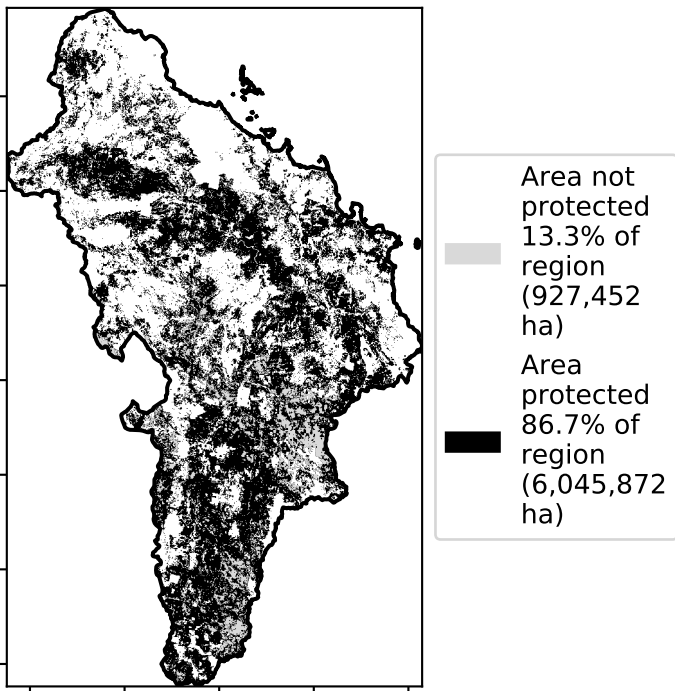 Area not
protected
13.3% of
region
(927,452
ha)
Area
protected
86.7% of
region
(6,045,872
ha)